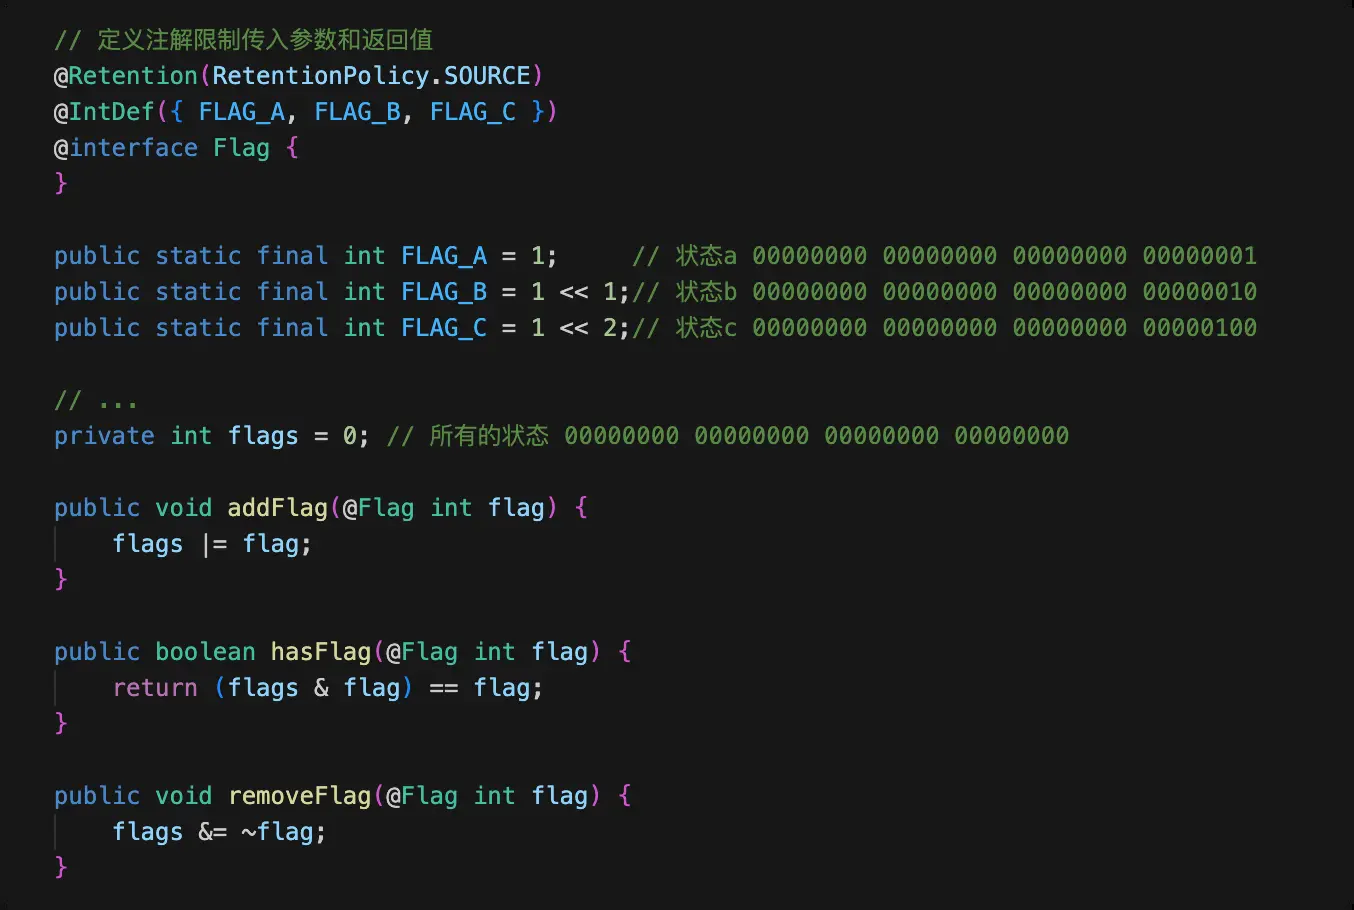 // 定义注解限制传入参数和返回值
@Retention(RetentionPolicy.SOURCE)
@IntDef({ FLAG_A, FLAG_B, FLAG_C })
@interface Flag {
}
public static final int FLAG_A = 1;     // 状态a 00000000 00000000 00000000 00000001
public static final int FLAG_B = 1 << 1;// 状态b 00000000 00000000 00000000 00000010
public static final int FLAG_C = 1 << 2;// 状态c 00000000 00000000 00000000 00000100
// ...
private int flags = 0; // 所有的状态 00000000 00000000 00000000 00000000
public void addFlag(@Flag int flag) {
    flags |= flag;
}
public boolean hasFlag(@Flag int flag) {
    return (flags & flag) == flag;
}
public void removeFlag(@Flag int flag) {
    flags &= ~flag;
}